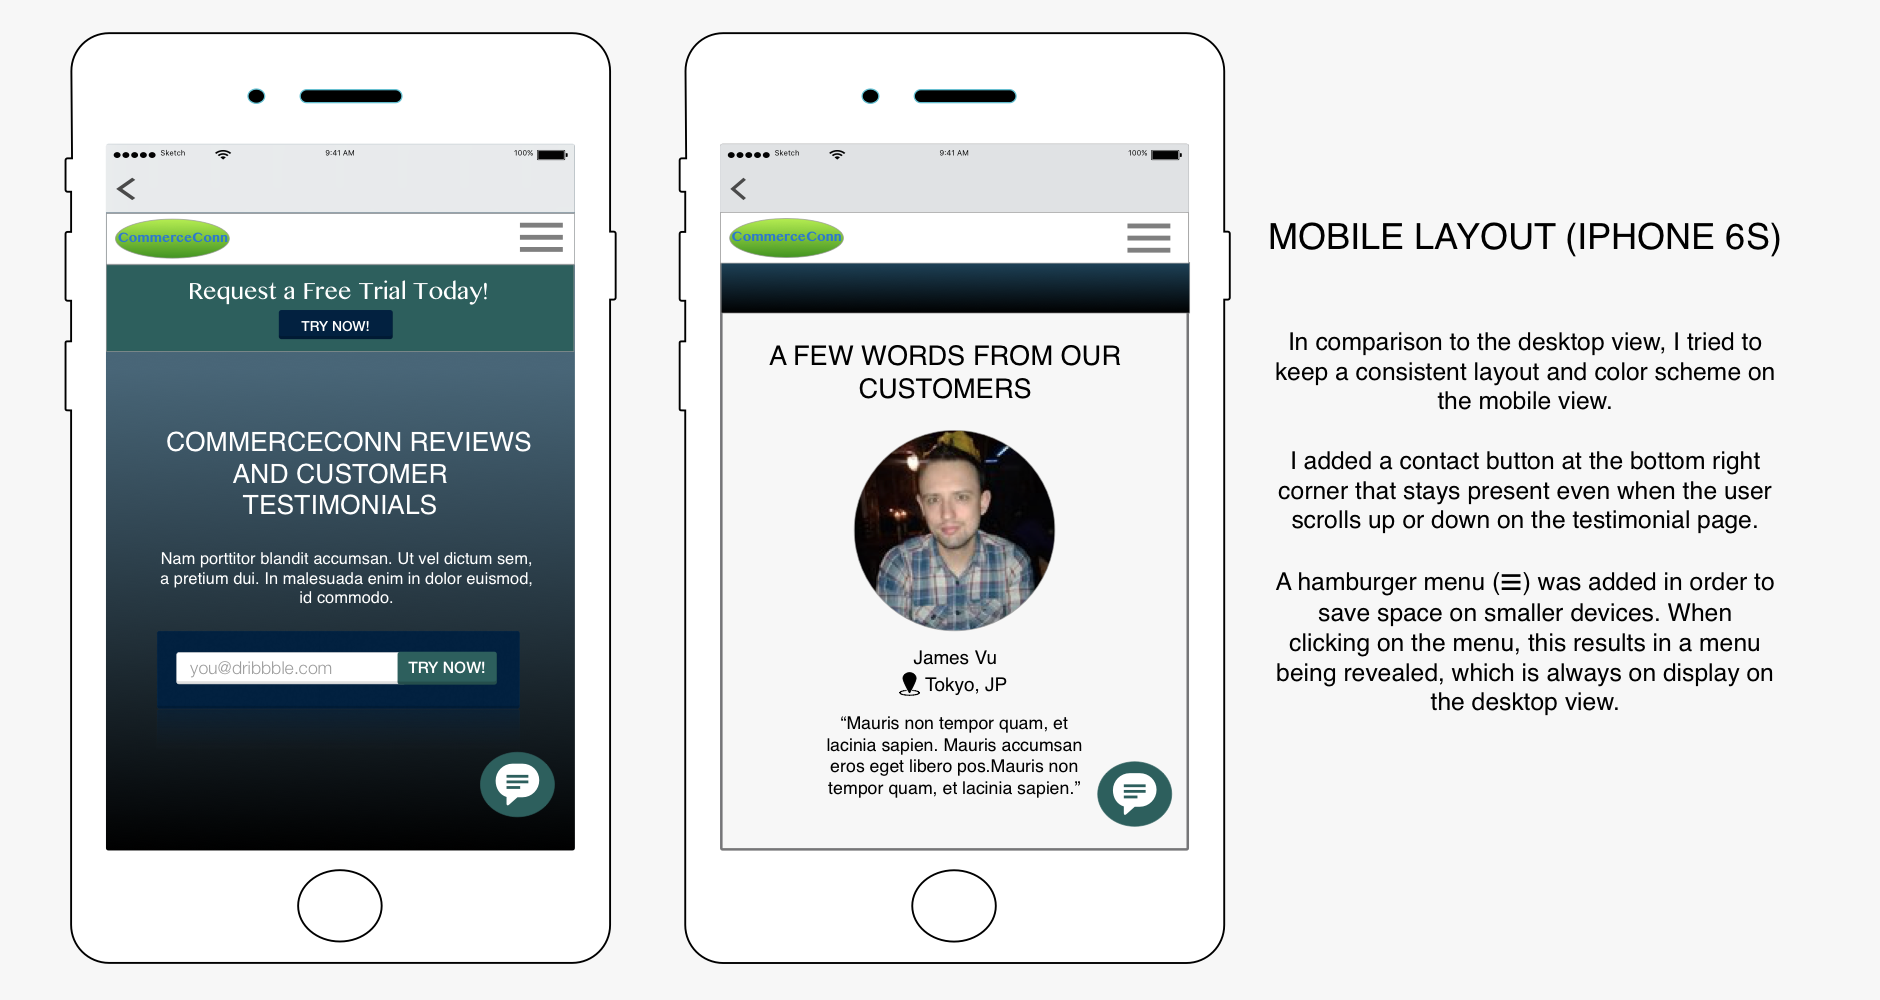 Sketch 9:41 AM 100%
CommerceConn
Request a Free Trial Today!
TRY NOW!
COMMERCECONN REVIEWS
AND CUSTOMER
TESTIMONIALS
Nam porttitor blandit accumsan. Ut vel dictum sem,
a pretium dui. In malesuada enim in dolor euismod,
id commodo.
you@dribbble.com TRY NOW!
Sketch 9:41 AM 100%
CommerceConn
A FEW WORDS FROM OUR
CUSTOMERS
James Vu
Tokyo, JP
“Mauris non tempor quam, et
lacinia sapien. Mauris accumsan
eros eget libero pos.Mauris non
tempor quam, et lacinia sapien.”
MOBILE LAYOUT (IPHONE 6S)
In comparison to the desktop view, I tried to
keep a consistent layout and color scheme on
the mobile view.
I added a contact button at the bottom right
corner that stays present even when the user
scrolls up or down on the testimonial page.
A hamburger menu (≡) was added in order to
save space on smaller devices. When
clicking on the menu, this results in a menu
being revealed, which is always on display on
the desktop view.